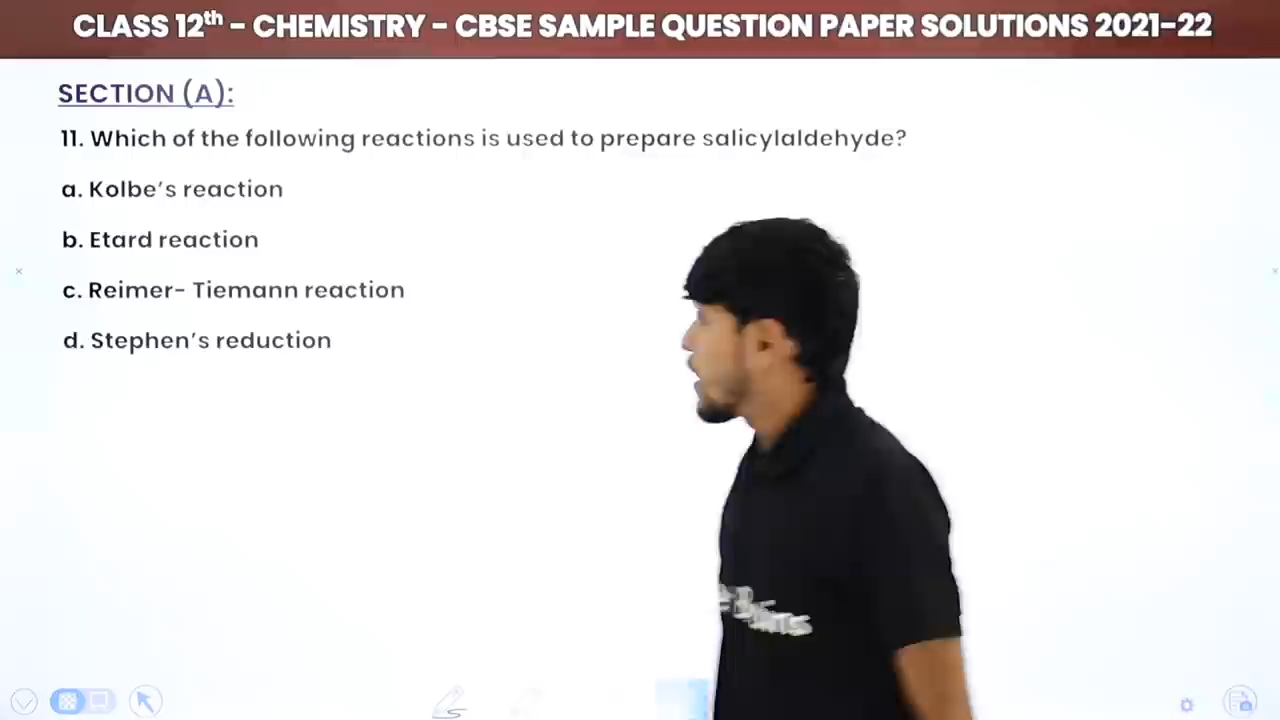 CLASS 12th - CHEMISTRY - CBSE SAMPLE QUESTION PAPER SOLUTIONS 2021-22
SECTION (A):
11. Which of the following reactions is used to prepare salicylaldehyde?
a. Kolbe's reaction
b. Etard reaction
c. Reimer- Tiemann reaction
d. Stephen's reduction